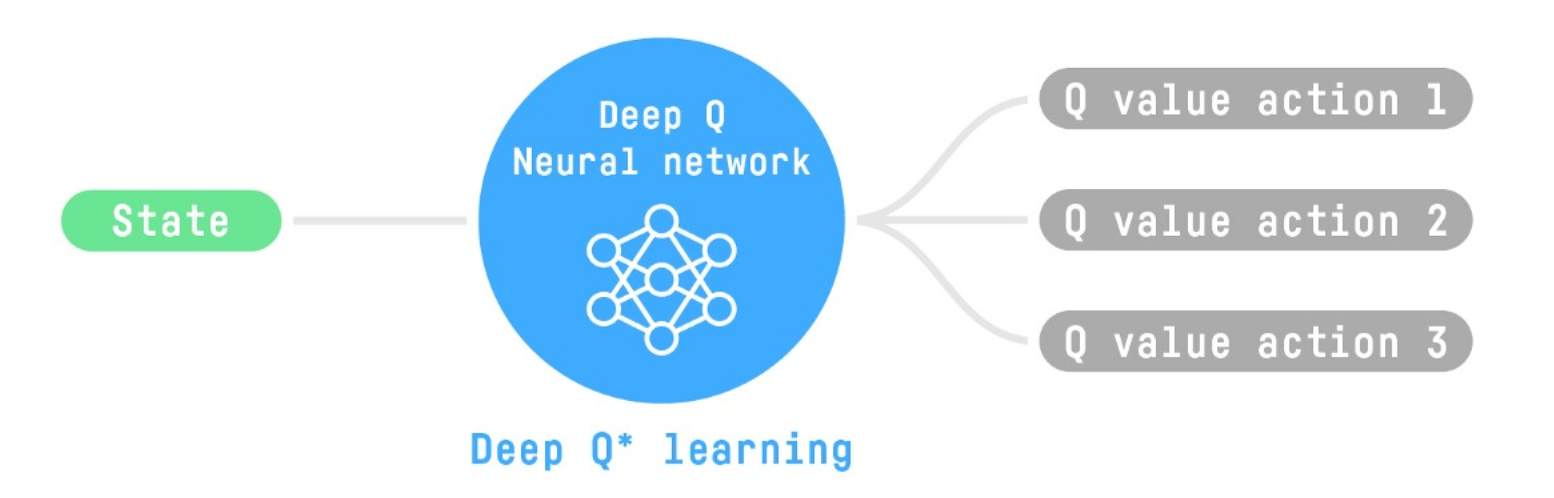 State
Deep Q
Neural network
Deep Q* learning
Q value action 1
Q value action 2
Q value action 3